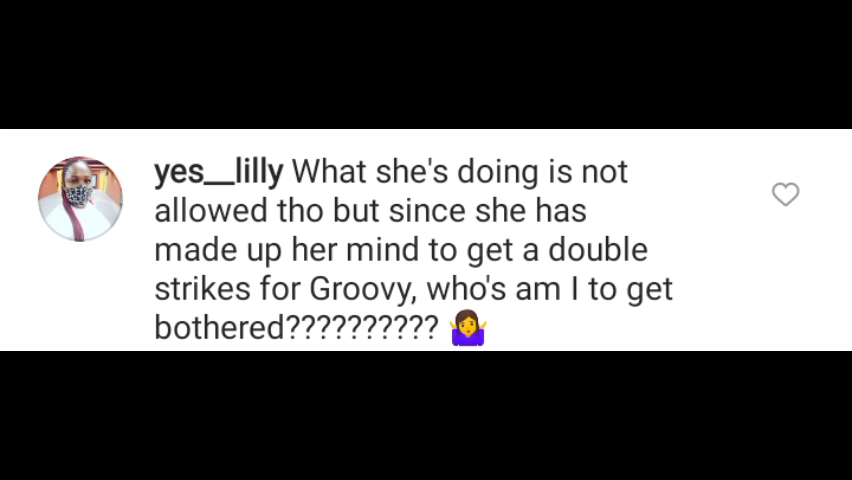 yes__lilly What she's doing is not
allowed tho but since she has
made up her mind to get a double
strikes for Groovy, who's am I to get
bothered?????????? 🤷‍♀️